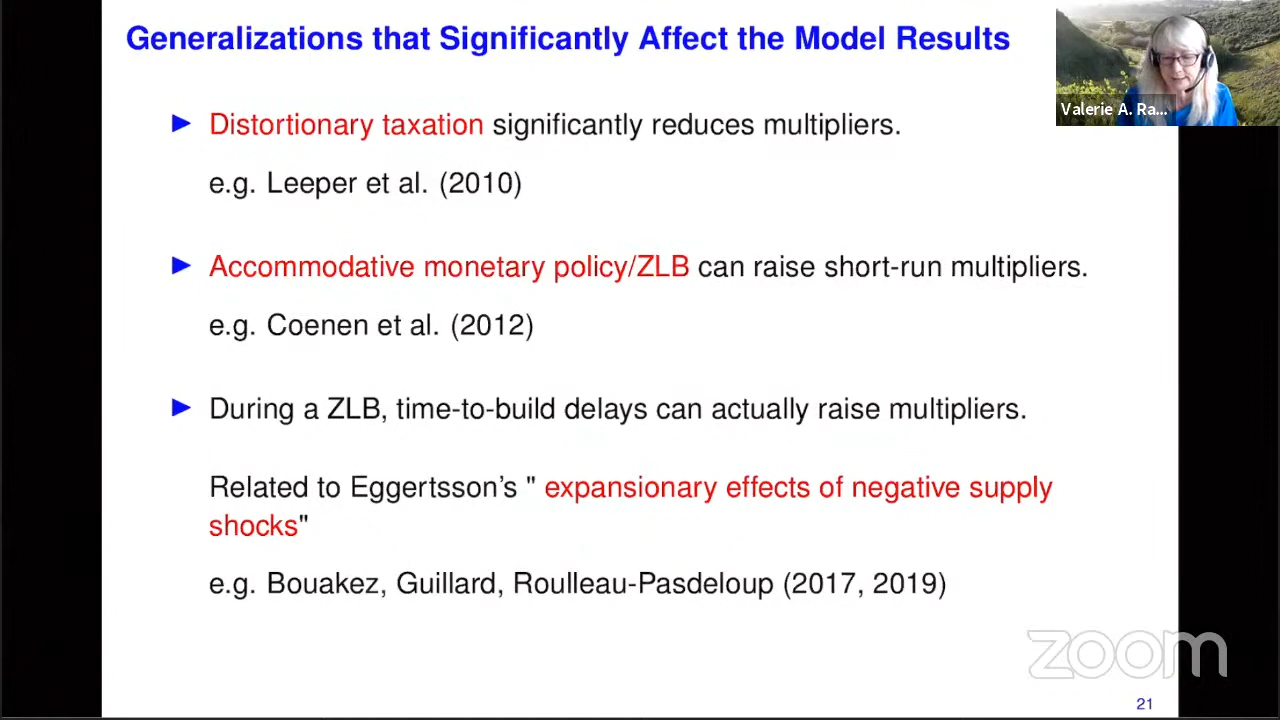 Generalizations that Significantly Affect the Model Results
Valerie A. Ra...
▶ Distortionary taxation significantly reduces multipliers.
e.g. Leeper et al. (2010)
▶ Accommodative monetary policy/ZLB can raise short-run multipliers.
e.g. Coenen et al. (2012)
▶ During a ZLB, time-to-build delays can actually raise multipliers.
Related to Eggertsson's " expansionary effects of negative supply
shocks"
e.g. Bouakez, Guillard, Roulleau-Pasdeloup (2017, 2019)
zoom
21